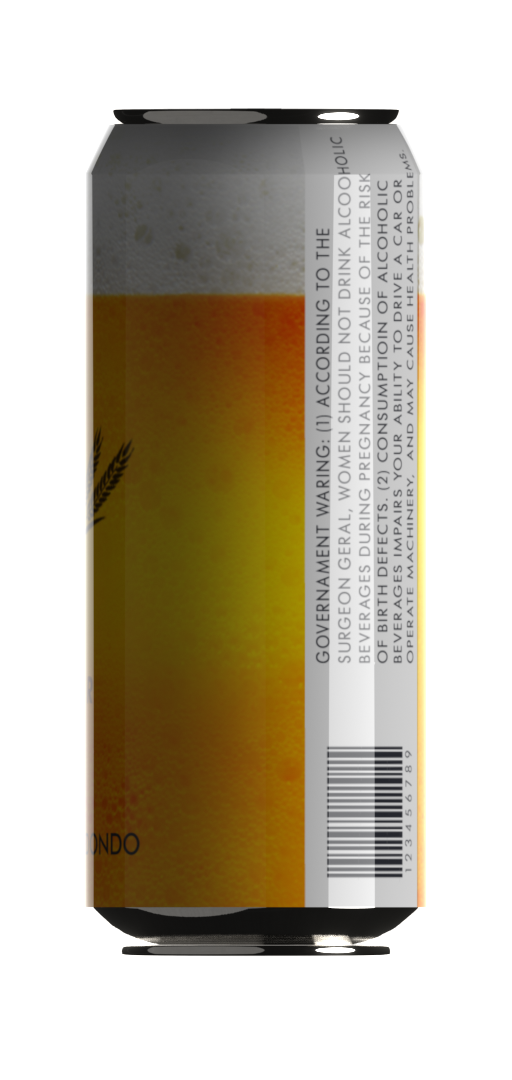 GOVERNAMENT WARING: (1) ACCORDING TO THE
SURGEON GERAL, WOMEN SHOULD NOT DRINK ALCOOHOLIC
BEVERAGES DURING PREGNANCY BECAUSE OF THE RISK
OF BIRTH DEFECTS. (2) CONSUMPTIOIN OF ALCOHOLIC
BEVERAGES IMPAIRS YOUR ABILITY TO DRIVE A CAR OR
OPERATE MACHINERY, AND MAY CAUSE HEALTH PROBLEMS.
123456789
ONDO